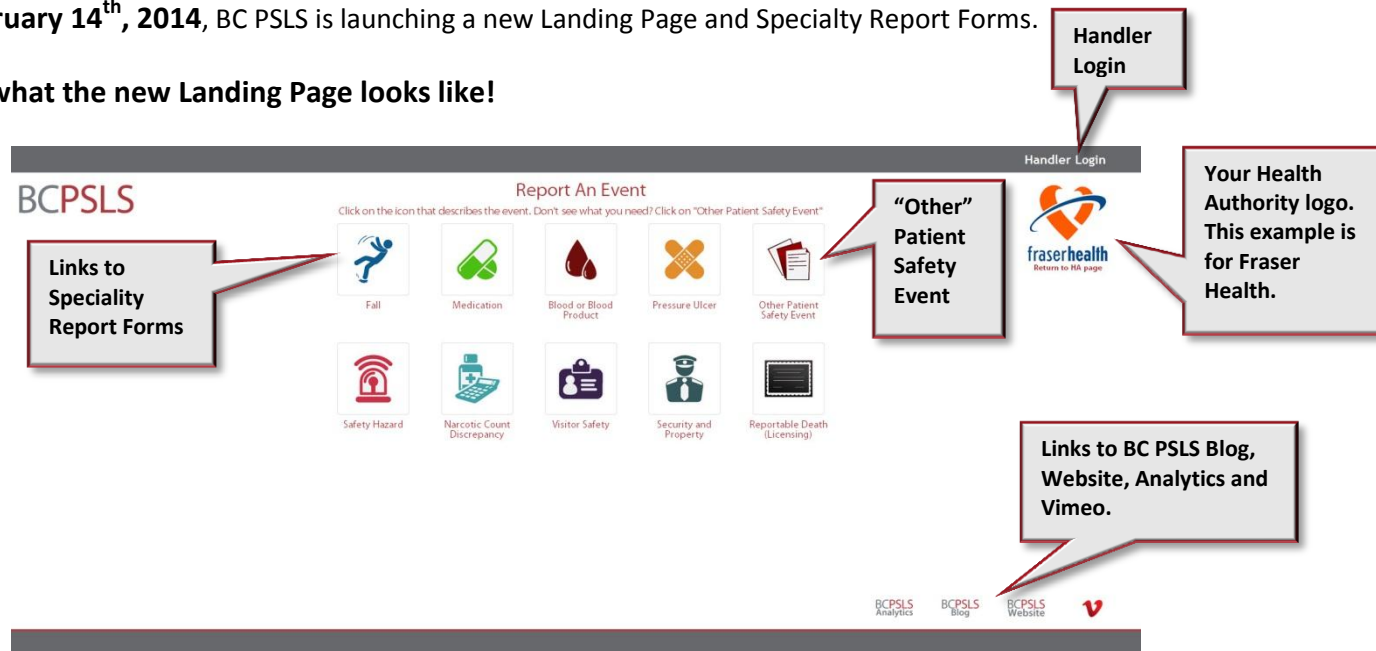 14th, 2014, BC PSLS is launching a new Landing Page and Specialty Report Forms.
what the new Landing Page looks like!
Handler
Login
Handler Login
BCPSLS
Report An Event
Click on the icon that describes the event. Don't see what you need? Click on "Other Patient Safety Event"
Links to
Speciality
Report Forms
Fall
Medication
Blood or Blood
Product
Pressure Ulcer
Other Patient
Safety Event
“Other”
Patient
Safety
Event
fraserhealth
Return to HA page
Your Health
Authority logo.
This example is
for Fraser
Health.
Safety Hazard
Narcotic Count
Discrepancy
Visitor Safety
Security and
Property
Reportable Death
(Licensing)
Links to BC PSLS Blog,
Website, Analytics and
Vimeo.
BCPSLS
Analytics
BCPSLS
Blog
BCPSLS
Website